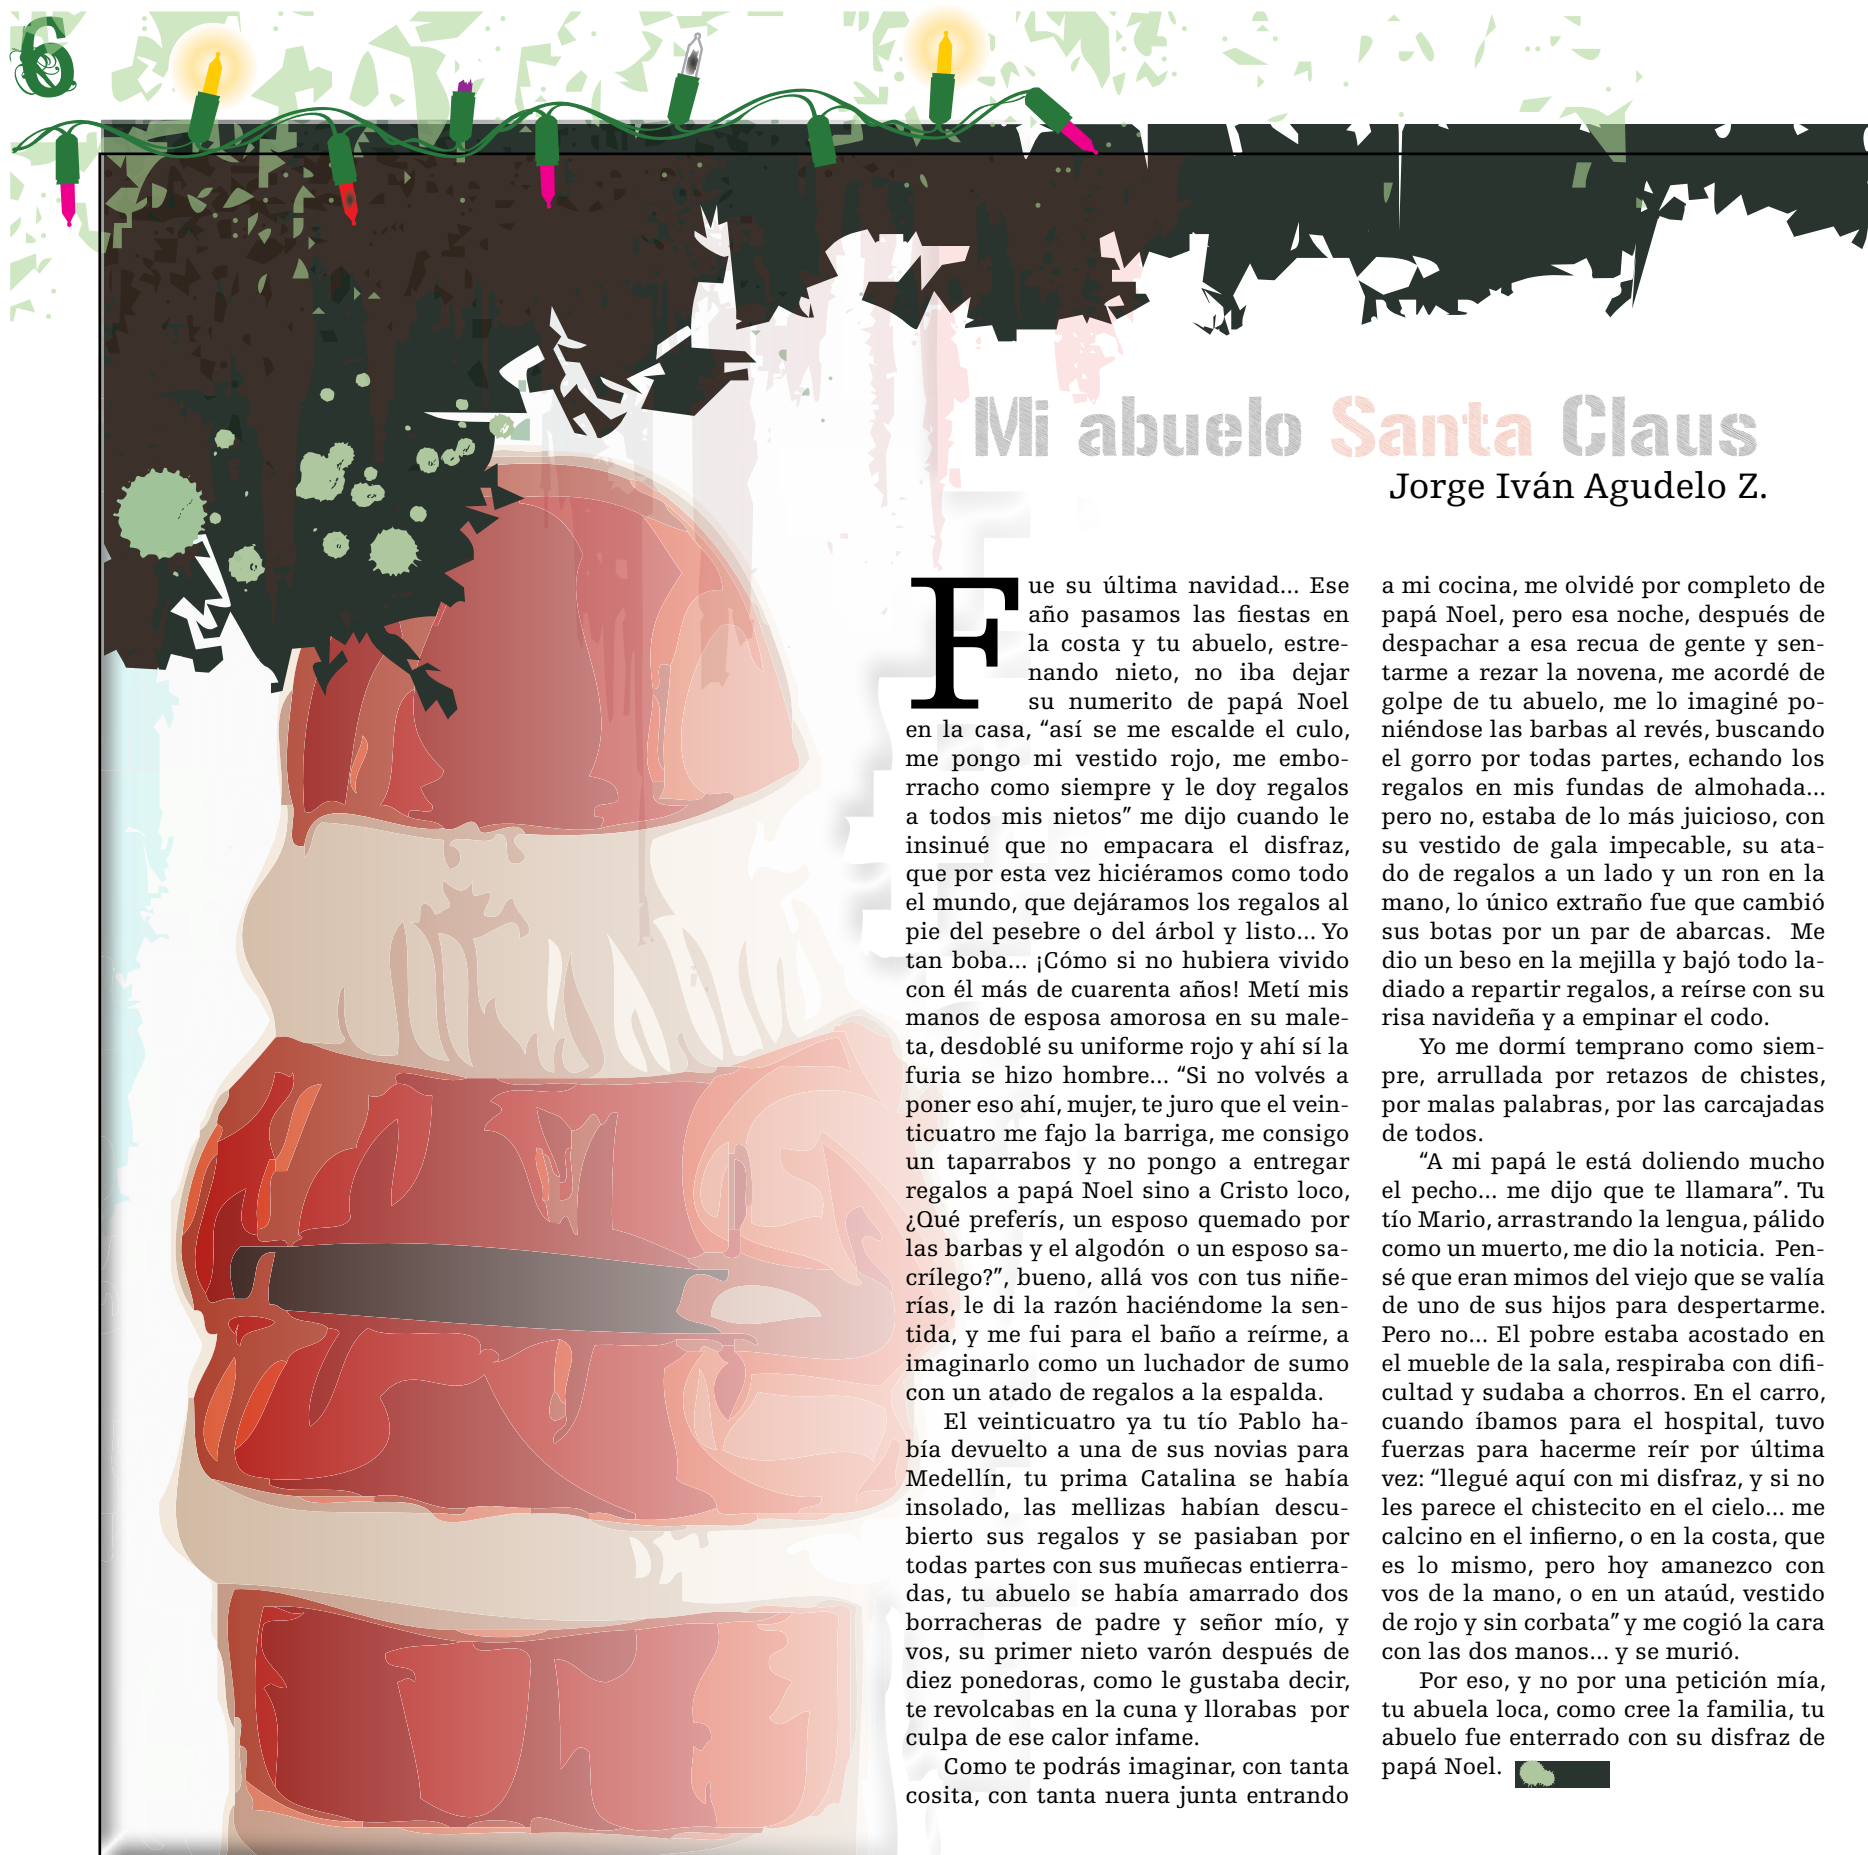 6
Mi abuelo Santa Claus
Jorge Iván Agudelo Z.
Fue su última navidad... Ese
año pasamos las fiestas en
la costa y tu abuelo, estre-
nando nieto, no iba dejar
su numerito de papá Noel
en la casa, “así se me escalde el culo,
me pongo mi vestido rojo, me embo-
rracho como siempre y le doy regalos
a todos mis nietos” me dijo cuando le
insinué que no empacara el disfraz,
que por esta vez hiciéramos como todo
el mundo, que dejáramos los regalos al
pie del pesebre o del árbol y listo... Yo
tan boba... ¡Cómo si no hubiera vivido
con él más de cuarenta años! Metí mis
manos de esposa amorosa en su male-
ta, desdoblé su uniforme rojo y ahí sí la
furia se hizo hombre... “Si no volvés a
poner eso ahí, mujer, te juro que el vein-
ticuatro me fajo la barriga, me consigo
un taparrabos y no pongo a entregar
regalos a papá Noel sino a Cristo loco,
¿Qué preferís, un esposo quemado por
las barbas y el algodón o un esposo sa-
crílego?”, bueno, allá vos con tus niñe-
rías, le di la razón haciéndome la sen-
tida, y me fui para el baño a reírme, a
imaginarlo como un luchador de sumo
con un atado de regalos a la espalda.
El veinticuatro ya tu tío Pablo ha-
bía devuelto a una de sus novias para
Medellín, tu prima Catalina se había
insolado, las mellizas habían descu-
bierto sus regalos y se pasiaban por
todas partes con sus muñecas entierra-
das, tu abuelo se había amarrado dos
borracheras de padre y señor mío, y
vos, su primer nieto varón después de
diez ponedoras, como le gustaba decir,
te revolcabas en la cuna y llorabas por
culpa de ese calor infame.
Como te podrás imaginar, con tanta
cosita, con tanta nuera junta entrando
a mi cocina, me olvidé por completo de
papá Noel, pero esa noche, después de
despachar a esa recua de gente y sen-
tarme a rezar la novena, me acordé de
golpe de tu abuelo, me lo imaginé po-
niéndose las barbas al revés, buscando
el gorro por todas partes, echando los
regalos en mis fundas de almohada...
pero no, estaba de lo más juicioso, con
su vestido de gala impecable, su ata-
do de regalos a un lado y un ron en la
mano, lo único extraño fue que cambió
sus botas por un par de abarcas. Me
dio un beso en la mejilla y bajó todo la-
diado a repartir regalos, a reírse con su
risa navideña y a empinar el codo.
Yo me dormí temprano como siem-
pre, arrullada por retazos de chistes,
por malas palabras, por las carcajadas
de todos.
“A mi papá le está doliendo mucho
el pecho... me dijo que te llamara”. Tu
tío Mario, arrastrando la lengua, pálido
como un muerto, me dio la noticia. Pen-
sé que eran mimos del viejo que se valía
de uno de sus hijos para despertarme.
Pero no... El pobre estaba acostado en
el mueble de la sala, respiraba con difi-
cultad y sudaba a chorros. En el carro,
cuando íbamos para el hospital, tuvo
fuerzas para hacerme reír por última
vez: “llegué aquí con mi disfraz, y si no
les parece el chistecito en el cielo... me
calcino en el infierno, o en la costa, que
es lo mismo, pero hoy amanezco con
vos de la mano, o en un ataúd, vestido
de rojo y sin corbata” y me cogió la cara
con las dos manos... y se murió.
Por eso, y no por una petición mía,
tu abuela loca, como cree la familia, tu
abuelo fue enterrado con su disfraz de
papá Noel.